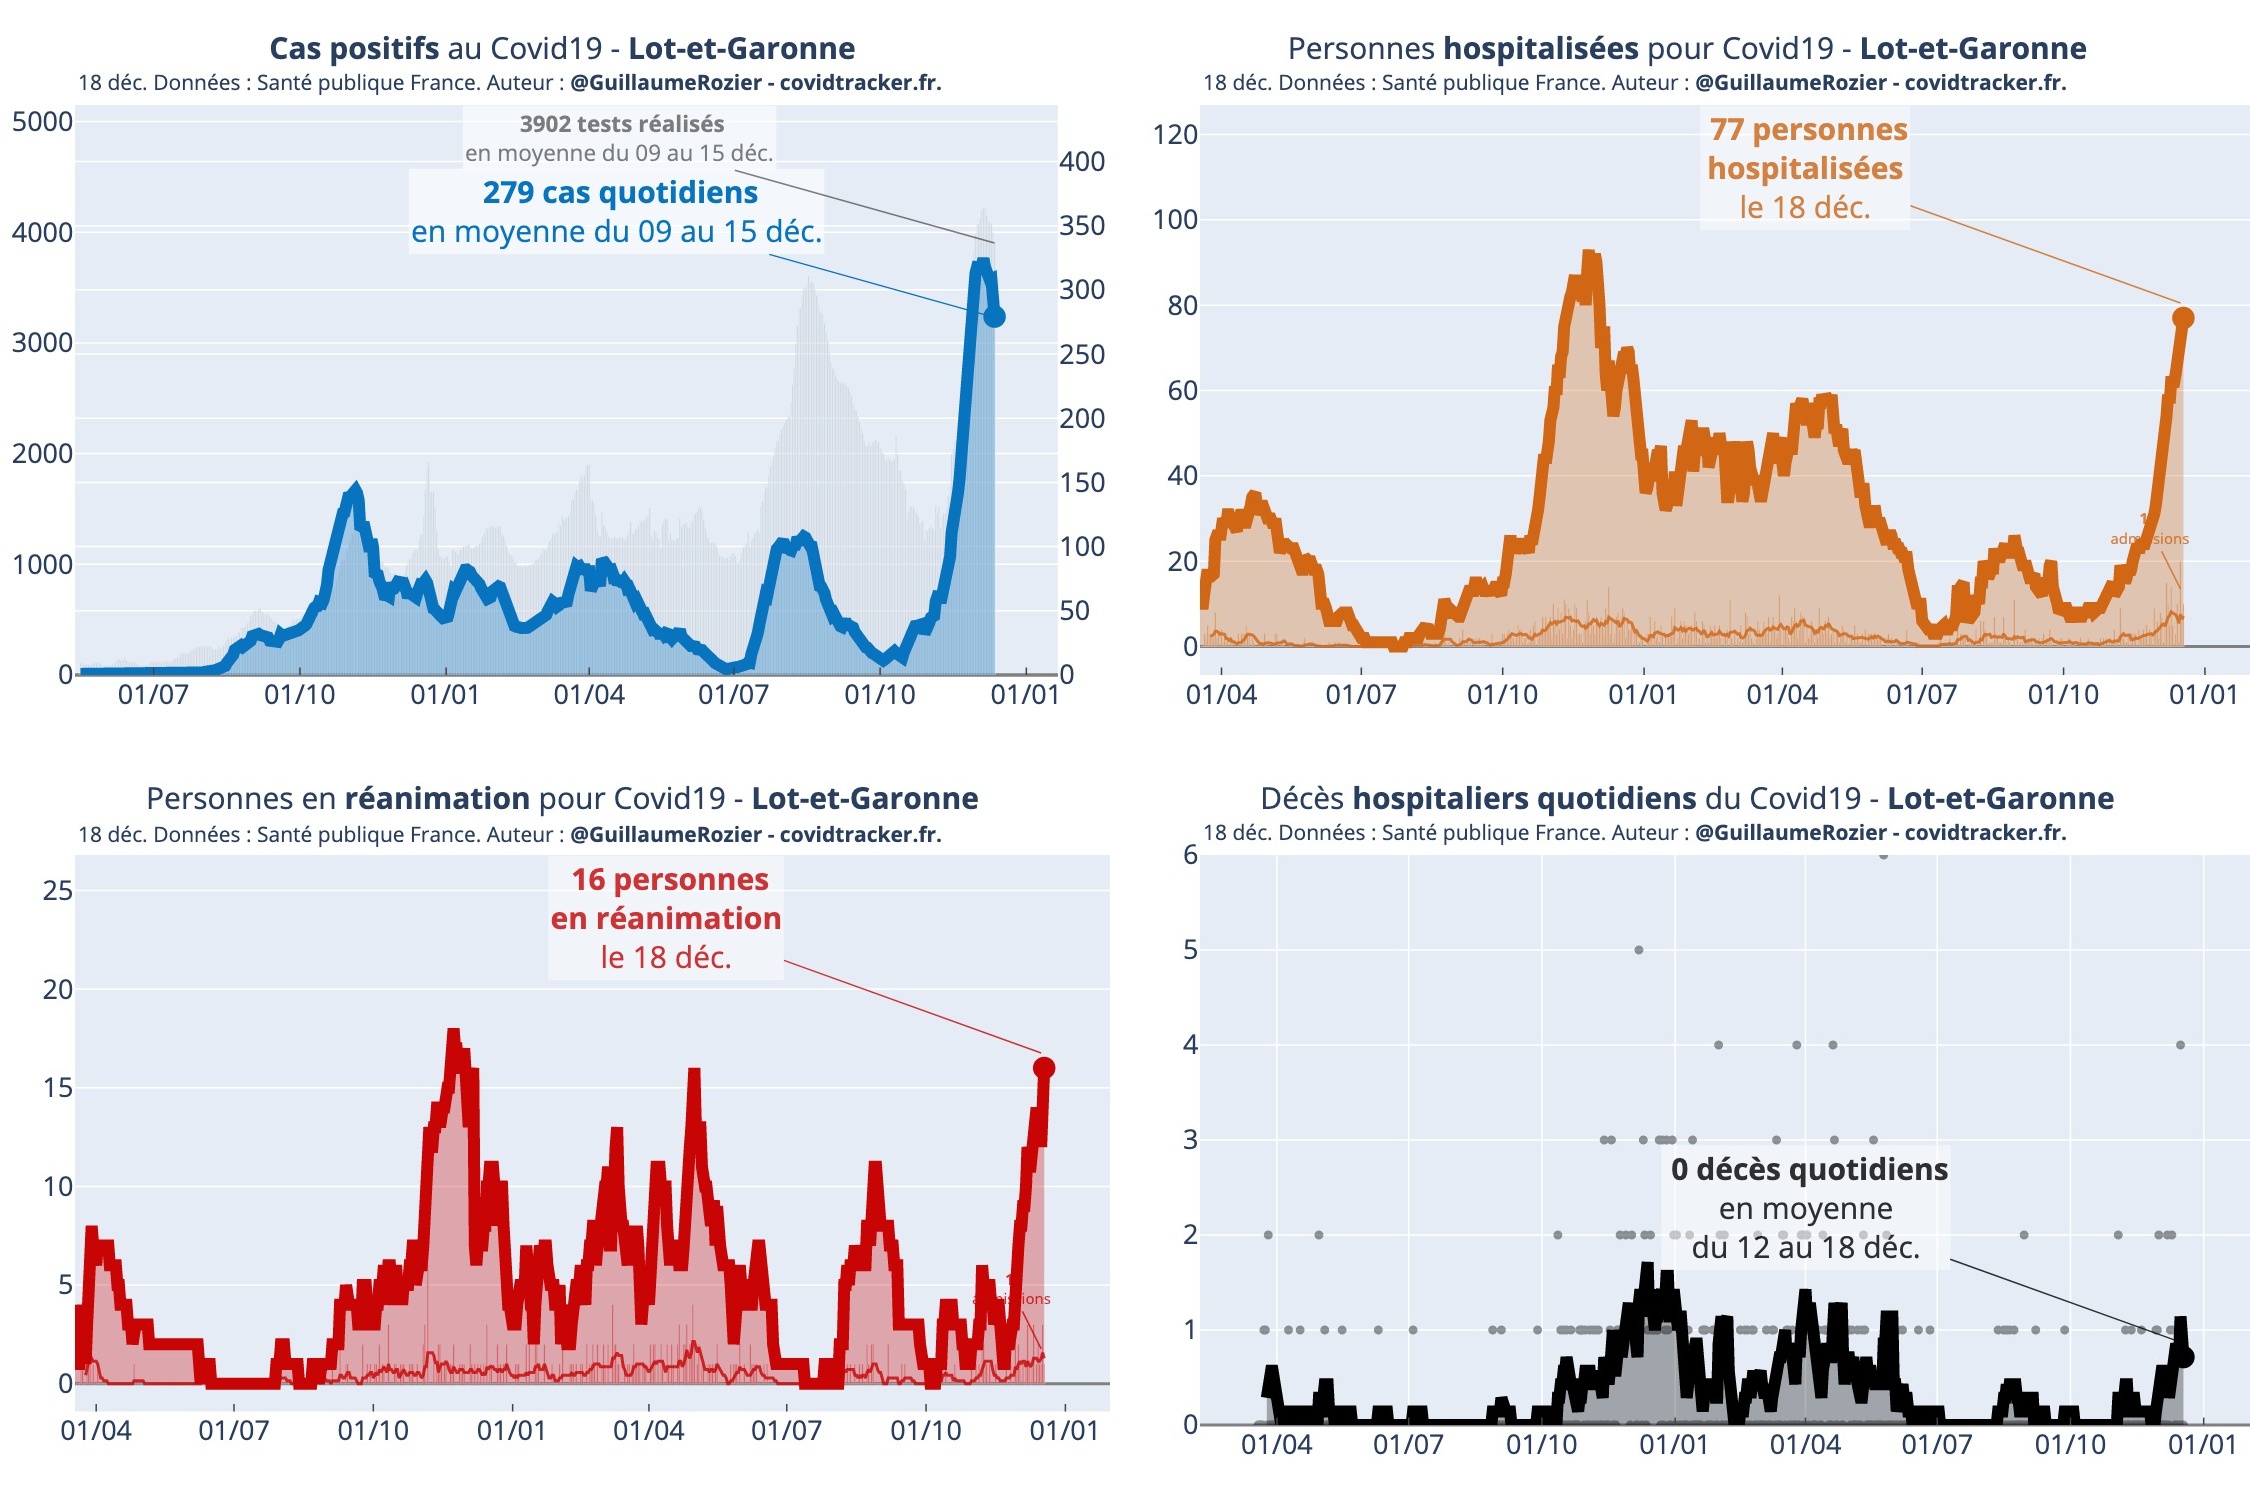 Cas positifs au Covid19 - Lot-et-Garonne
18 déc. Données : Santé publique France. Auteur : @GuillaumeRozier - covidtracker.fr.
3902 tests réalisés
en moyenne du 09 au 15 déc.
279 cas quotidiens
en moyenne du 09 au 15 déc.
5000
4000
3000
2000
1000
0
400
350
300
250
200
150
100
50
0
01/07 01/10 01/01 01/04 01/07 01/10 01/01
Personnes hospitalisées pour Covid19 - Lot-et-Garonne
18 déc. Données : Santé publique France. Auteur : @GuillaumeRozier - covidtracker.fr.
77 personnes
hospitalisées
le 18 déc.
120
100
80
60
40
20
0
admissions
01/04 01/07 01/10 01/01 01/04 01/07 01/10 01/01
Personnes en réanimation pour Covid19 - Lot-et-Garonne
18 déc. Données : Santé publique France. Auteur : @GuillaumeRozier - covidtracker.fr.
16 personnes
en réanimation
le 18 déc.
25
20
15
10
5
0
admissions
01/04 01/07 01/10 01/01 01/04 01/07 01/10 01/01
Décès hospitaliers quotidiens du Covid19 - Lot-et-Garonne
18 déc. Données : Santé publique France. Auteur : @GuillaumeRozier - covidtracker.fr.
0 décès quotidiens
en moyenne
du 12 au 18 déc.
6
5
4
3
2
1
0
01/04 01/07 01/10 01/01 01/04 01/07 01/10 01/01